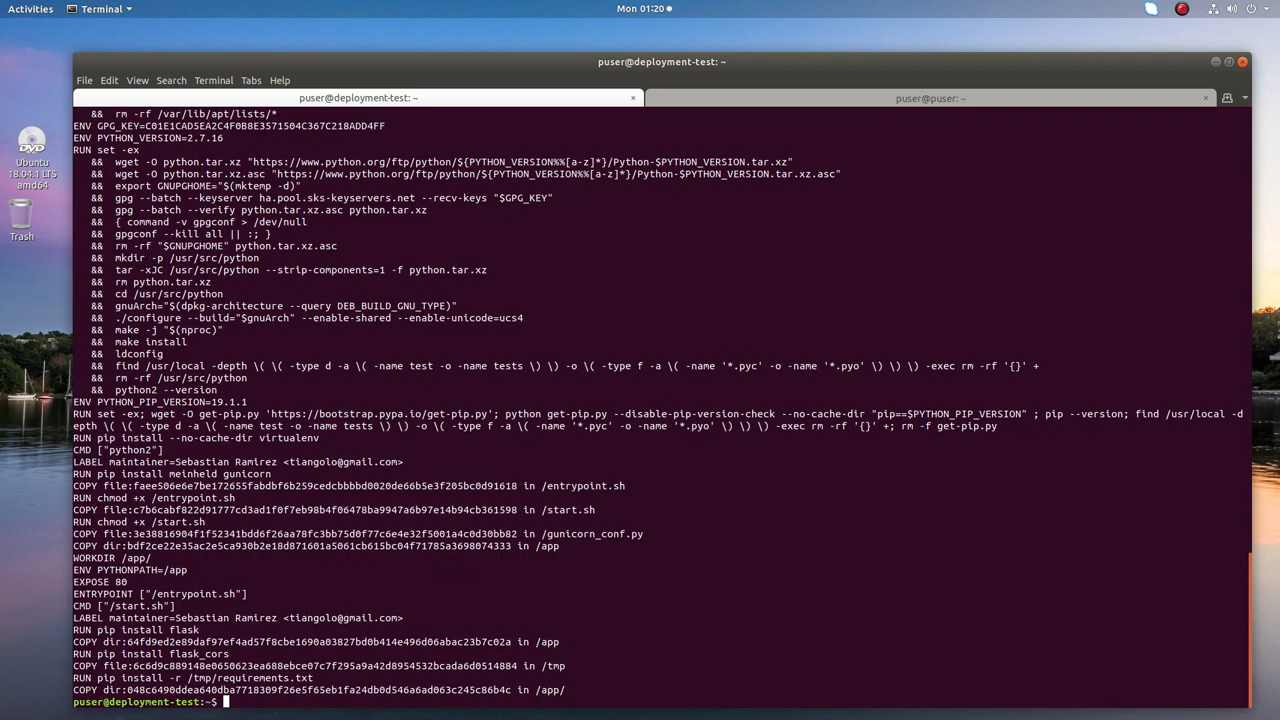 Activities
Terminal
Mon 01:20
puser@deployment-test: ~
File Edit View Search Terminal Tabs Help
puser@deployment-test: ~
puser@puser: ~
Ubuntu
18.04.1 LTS
amd64
Trash
&&  rm -rf /var/lib/apt/lists/*
ENV GPG_KEY=C01E1CAD5EA2C4F0B8E3571504C367C218ADD4FF
ENV PYTHON_VERSION=2.7.16
RUN set -ex
&&  wget -O python.tar.xz "https://www.python.org/ftp/python/${PYTHON_VERSION%%[a-z]*}/Python-$PYTHON_VERSION.tar.xz"
&&  wget -O python.tar.xz.asc "https://www.python.org/ftp/python/${PYTHON_VERSION%%[a-z]*}/Python-$PYTHON_VERSION.tar.xz.asc"
&&  export GNUPGHOME="$(mktemp -d)"
&&  gpg --batch --keyserver ha.pool.sks-keyservers.net --recv-keys "$GPG_KEY"
&&  gpg --batch --verify python.tar.xz.asc python.tar.xz
&&  { command -v gpgconf > /dev/null
&&  gpgconf --kill all || :; }
&&  rm -rf "$GNUPGHOME" python.tar.xz.asc
&&  mkdir -p /usr/src/python
&&  tar -xJC /usr/src/python --strip-components=1 -f python.tar.xz
&&  rm python.tar.xz
&&  cd /usr/src/python
&&  gnuArch="$(dpkg-architecture --query DEB_BUILD_GNU_TYPE)"
&&  ./configure --build="$gnuArch" --enable-shared --enable-unicode=ucs4
&&  make -j "$(nproc)"
&&  make install
&&  ldconfig
&&  find /usr/local -depth \( \( -type d -a \( -name test -o -name tests \) \) -o \( -type f -a \( -name '*.pyc' -o -name '*.pyo' \) \) \) -exec rm -rf '{}' +
&&  rm -rf /usr/src/python
&&  python2 --version
ENV PYTHON_PIP_VERSION=19.1.1
RUN set -ex; wget -O get-pip.py 'https://bootstrap.pypa.io/get-pip.py'; python get-pip.py --disable-pip-version-check --no-cache-dir "pip==$PYTHON_PIP_VERSION" ; pip --version; find /usr/local -d
epth \( \( -type d -a \( -name test -o -name tests \) \) -o \( -type f -a \( -name '*.pyc' -o -name '*.pyo' \) \) \) -exec rm -rf '{}' +; rm -f get-pip.py
RUN pip install --no-cache-dir virtualenv
CMD ["python2"]
LABEL maintainer=Sebastian Ramirez <tiangolo@gmail.com>
RUN pip install meinheld gunicorn
COPY file:faee506e6e7be172655fabdbf6b259cedcbbbbd0020de66b5e3f205bc0d91618 in /entrypoint.sh
RUN chmod +x /entrypoint.sh
COPY file:c7b6cabf822d91777cd3ad1f0f7eb98b4f06478ba9947a6b97e14b94cb361598 in /start.sh
RUN chmod +x /start.sh
COPY file:3e38816904f1f52341bdd6f26aa78fc3bb75d0f77c6e4e32f5001a4c0d30bb82 in /gunicorn_conf.py
COPY dir:bdf2ce22e35ac2e5ca930b2e18d871601a5061cb615bc04f71785a3698074333 in /app
WORKDIR /app/
ENV PYTHONPATH=/app
EXPOSE 80
ENTRYPOINT ["/entrypoint.sh"]
CMD ["/start.sh"]
LABEL maintainer=Sebastian Ramirez <tiangolo@gmail.com>
RUN pip install flask
COPY dir:64fd9ed2e89daf97ef4ad57f8cbe1690a03827bd0b414e496d06abac23b7c02a in /app
RUN pip install flask_cors
COPY file:6c6d9c889148e0650623ea688ebce07c7f295a9a42d8954532bcada6d0514884 in /tmp
RUN pip install -r /tmp/requirements.txt
COPY dir:048c6490ddea640dba7718309f26e5f65eb1fa24db0d546a6ad063c245c86b4c in /app/
puser@deployment-test:~$